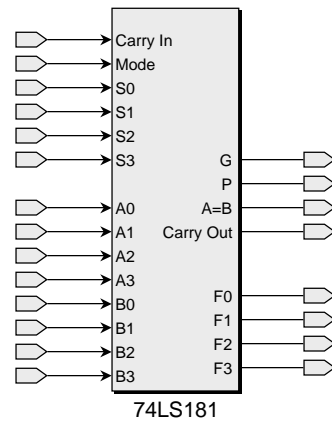 Carry In
Mode
S0
S1
S2
S3
A0
A1
A2
A3
B0
B1
B2
B3
G
P
A=B
Carry Out
F0
F1
F2
F3
74LS181